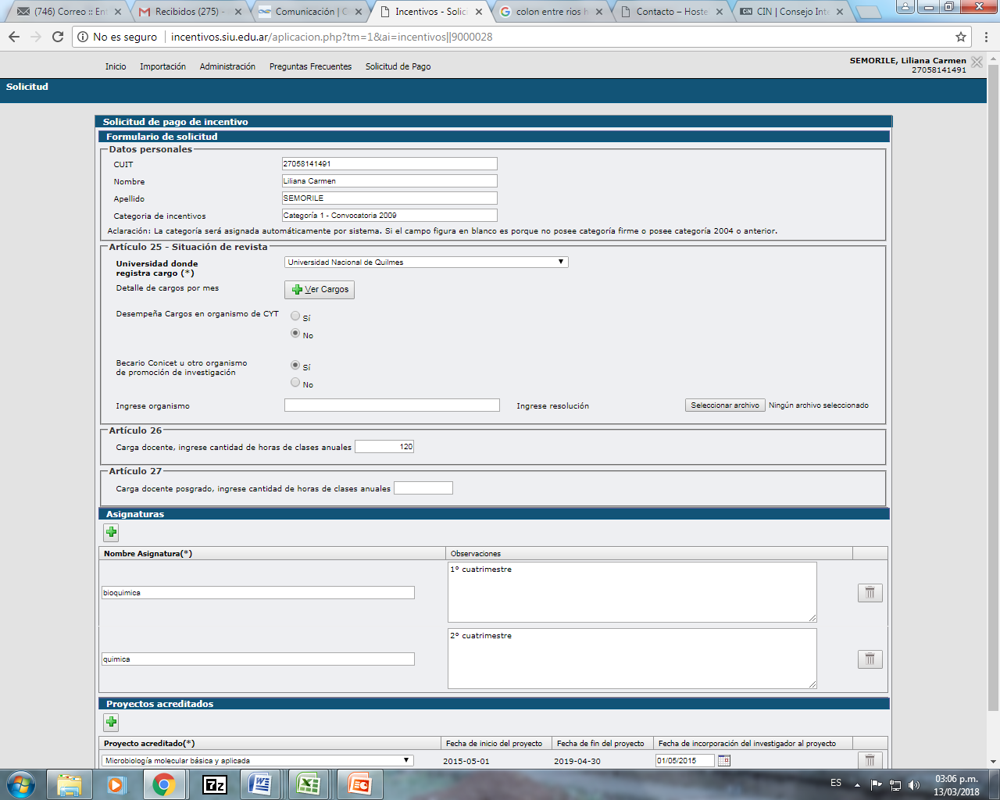 (746) Correo :: Ent
Recibidos (275) -
Comunicación | G
Incentivos - Solici
colon entre rios h
Contacto – Hoste
CIN | Consejo Inte
No es seguro | incentivos.siu.edu.ar/aplicacion.php?tm=1&ai=incentivos||9000028
Inicio Importación Administración Preguntas Frecuentes Solicitud de Pago
SEMORILE, Liliana Carmen
27058141491
Solicitud
Solicitud de pago de incentivo
Formulario de solicitud
Datos personales
CUIT 27058141491
Nombre Liliana Carmen
Apellido SEMORILE
Categoria de incentivos Categoría 1 - Convocatoria 2009
Aclaración: La categoría será asignada automáticamente por sistema. Si el campo figura en blanco es porque no posee categoría firme o posee categoría 2004 o anterior.
Artículo 25 - Situación de revista
Universidad donde
registra cargo (*)
Universidad Nacional de Quilmes
Detalle de cargos por mes Ver Cargos
Desempeña Cargos en organismo de CYT Sí
No
Becario Conicet u otro organismo
de promoción de investigación
Sí
No
Ingrese organismo Ingrese resolución Seleccionar archivo Ningún archivo seleccionado
Artículo 26
Carga docente, ingrese cantidad de horas de clases anuales 120
Artículo 27
Carga docente posgrado, ingrese cantidad de horas de clases anuales
Asignaturas
Nombre Asignatura(*) Observaciones
bioquimica 1º cuatrimestre
quimica 2º cuatrimestre
Proyectos acreditados
Proyecto acreditado(*) Fecha de inicio del proyecto Fecha de fin del proyecto Fecha de incorporación del investigador al proyecto
Microbiología molecular básica y aplicada 2015-05-01 2019-04-30 01/05/2015
7z
ES
03:06 p.m.
13/03/2018